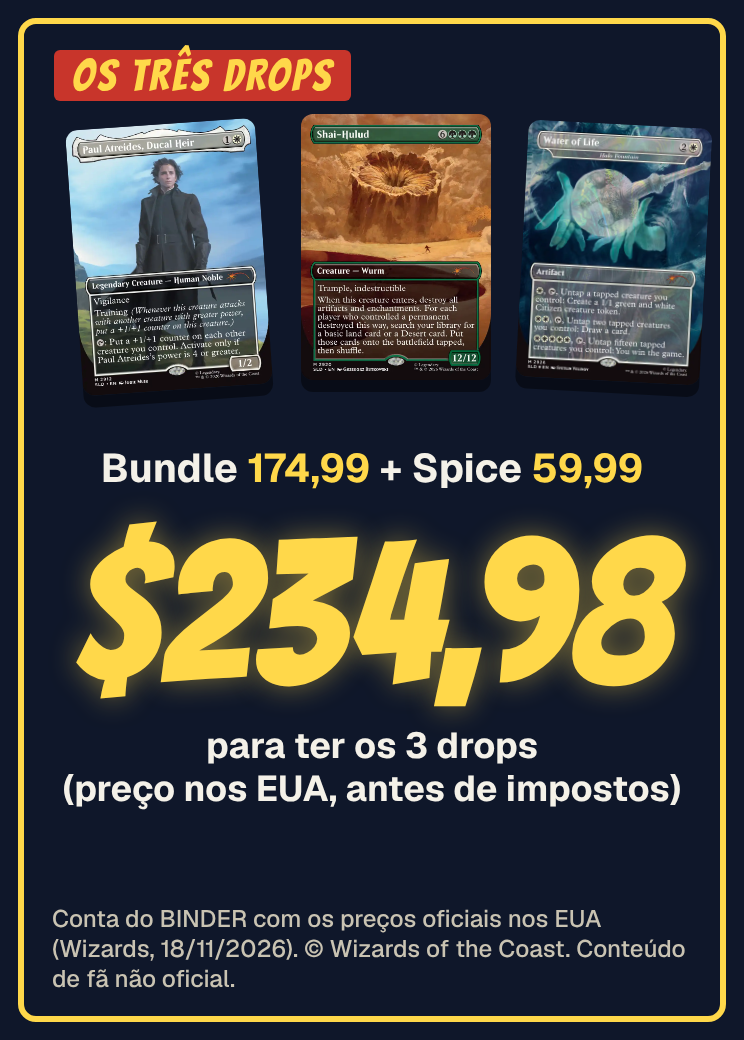 OS TRÊS DROPS
Paul Atreides, Ducal Heir 1
Legendary Creature — Human Noble
Vigilance
Training (Whenever this creature attacks
with another creature with greater power,
put a +1/+1 counter on this creature.)
: Put a +1/+1 counter on each other
creature you control. Activate only if
Paul Atreides's power is 4 or greater.
1/2
Shai-Hulud 6
Creature — Wurm
Trample, indestructible
When this creature enters, destroy all
artifacts and enchantments. For each
player who controlled a permanent
destroyed this way, search your library for
a basic land card or a Desert card. Put
those cards onto the battlefield tapped,
then shuffle.
12/12
Water of Life 2
Artifact
, Untap a tapped creature you
control: Create a 1/1 green and white
Citizen creature token.
, Untap two tapped creatures
you control: Draw a card.
, Untap fifteen tapped
creatures you control: You win the game.
Bundle 174,99 + Spice 59,99
$234,98
para ter os 3 drops
(preço nos EUA, antes de impostos)
Conta do BINDER com os preços oficiais nos EUA
(Wizards, 18/11/2026). © Wizards of the Coast. Conteúdo
de fã não oficial.